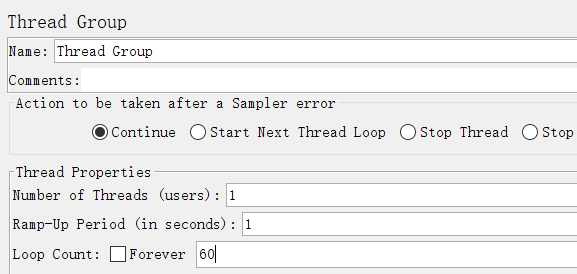 Thread Group
Name: Thread Group
Comments:
Action to be taken after a Sampler error
Continue Start Next Thread Loop Stop Thread Stop
Thread Properties
Number of Threads (users): 1
Ramp-Up Period (in seconds): 1
Loop Count: Forever 60